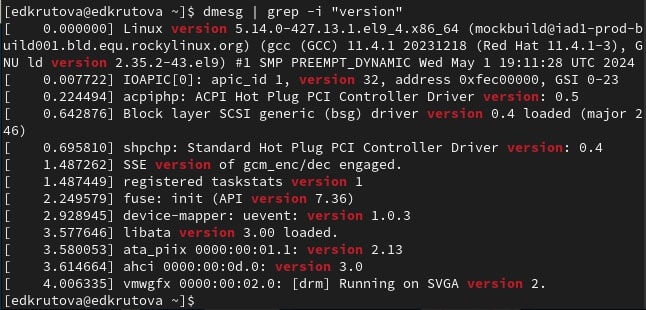 [edkrutova@edkrutova ~]$ dmesg | grep -i "version"
[    0.000000] Linux version 5.14.0-427.13.1.el9_4.x86_64 (mockbuild@iad1-prod-b
uild001.bld.equ.rockylinux.org) (gcc (GCC) 11.4.1 20231218 (Red Hat 11.4.1-3), G
NU ld version 2.35.2-43.el9) #1 SMP PREEMPT_DYNAMIC Wed May 1 19:11:28 UTC 2024
[    0.007722] IOAPIC[0]: apic_id 1, version 32, address 0xfec00000, GSI 0-23
[    0.224494] acpiphp: ACPI Hot Plug PCI Controller Driver version: 0.5
[    0.642876] Block layer SCSI generic (bsg) driver version 0.4 loaded (major 2
46)
[    0.695810] shpchp: Standard Hot Plug PCI Controller Driver version: 0.4
[    1.487262] SSE version of gcm_enc/dec engaged.
[    1.487449] registered taskstats version 1
[    2.249579] fuse: init (API version 7.36)
[    2.928945] device-mapper: uevent: version 1.0.3
[    3.577646] libata version 3.00 loaded.
[    3.580053] ata_piix 0000:00:01.1: version 2.13
[    3.614664] ahci 0000:00:0d.0: version 3.0
[    4.006335] vmwgfx 0000:00:02.0: [drm] Running on SVGA version 2.
[edkrutova@edkrutova ~]$